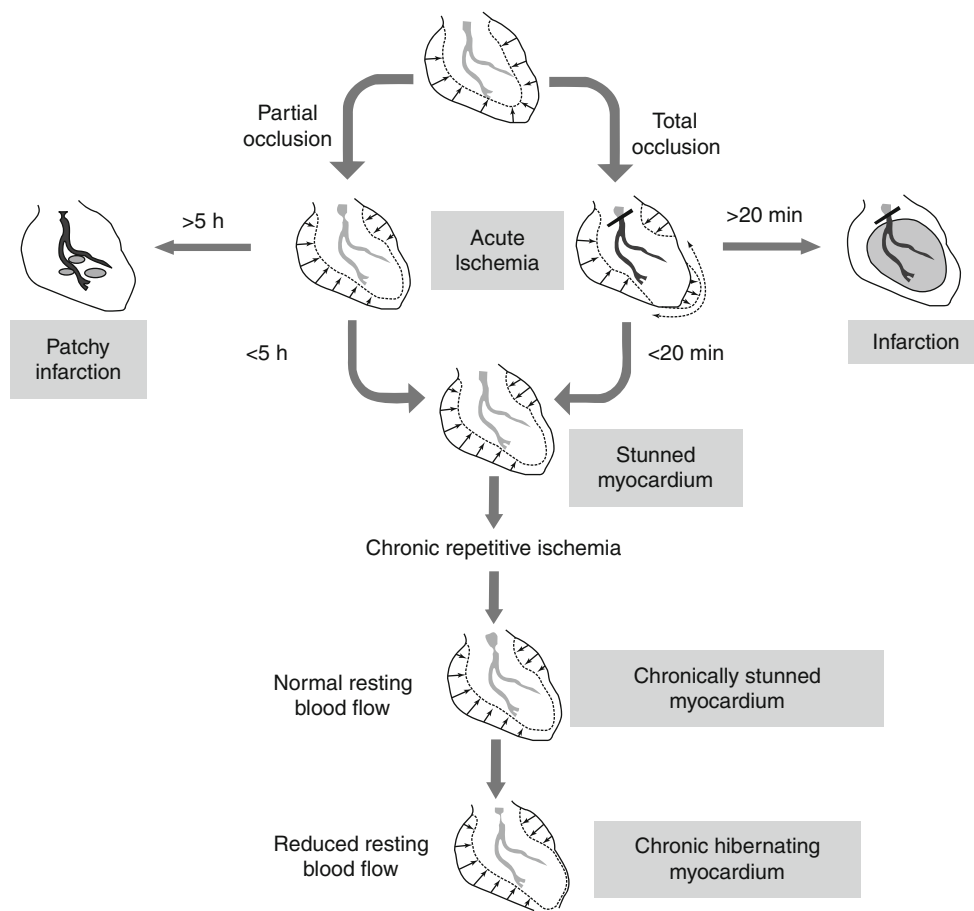 Partial
occlusion
Total
occlusion
>5 h
Acute
Ischemia
>20 min
Patchy
infarction
<5 h
<20 min
Infarction
Stunned
myocardium
Chronic repetitive ischemia
Normal resting
blood flow
Chronically stunned
myocardium
Reduced resting
blood flow
Chronic hibernating
myocardium